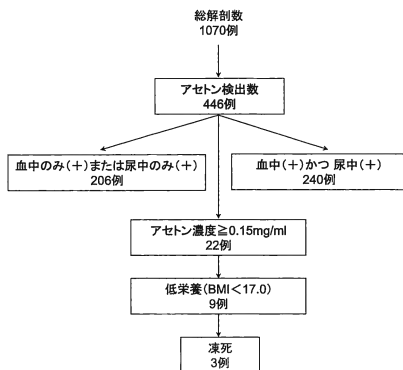 総解剖数
1070例
アセトン検出数
446例
血中のみ(+)または尿中のみ(+)
206例
血中(+)かつ 尿中(+)
240例
アセトン濃度≧0.15mg/ml
22例
低栄養(BMI＜17.0)
9例
凍死
3例